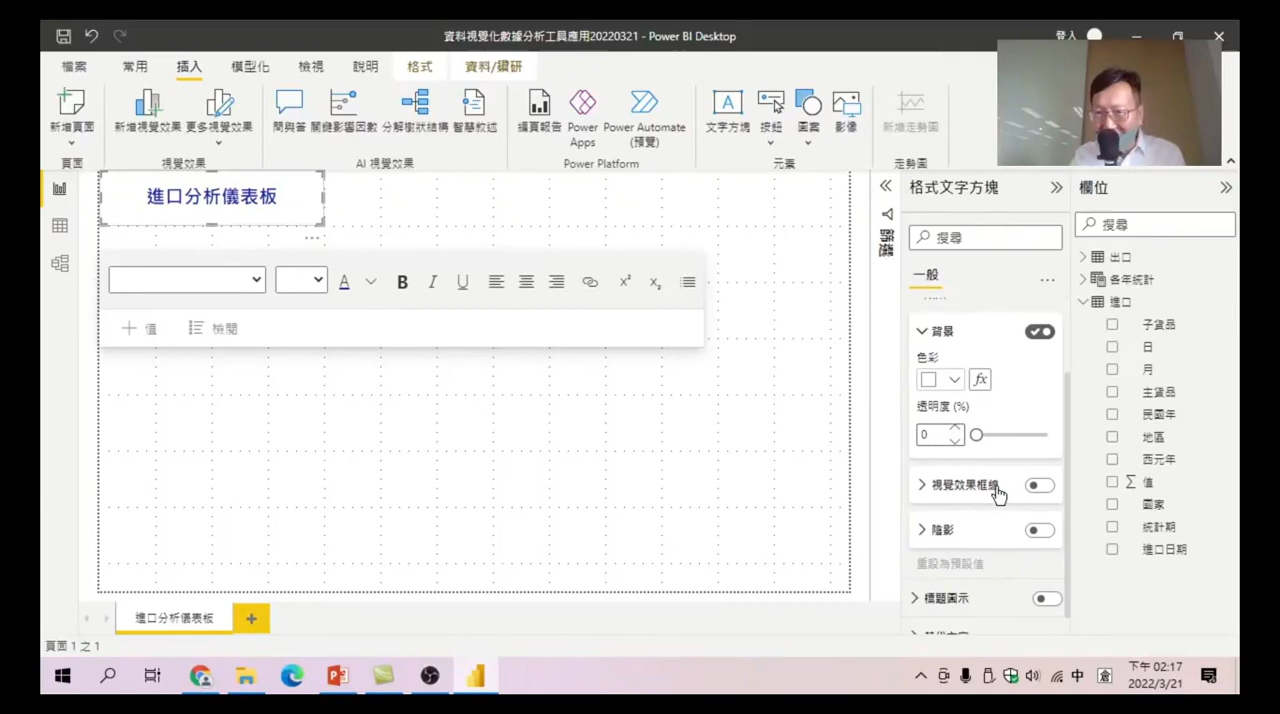 資料視覺化數據分析工具應用20220321 - Power BI Desktop
登入
檔案 常用 插入 模型化 檢視 說明 格式 資料/鑽研
新增頁面 新增視覺效果 更多視覺效果 問與答 關鍵影響因數 分解樹狀結構 智慧敘述 編頁報告 Power Apps Power Automate (預覽) 文字方塊 按鈕 圖案 影像 新增走勢圖
頁面 視覺效果 AI 視覺效果 Power Platform 元素 走勢圖
進口分析儀表板
A B I U x² x₂
值 檢閱
篩選
格式文字方塊
搜尋
一般
背景
色彩
fx
透明度 (%)
0
視覺效果框線
陰影
重設為預設值
標題圖示
欄位
搜尋
出口
各年統計
進口
子貨品
日
月
主貨品
民國年
地區
西元年
∑ 值
國家
統計期
進口日期
進口分析儀表板
頁面 1 之 1
中
下午 02:17
2022/3/21